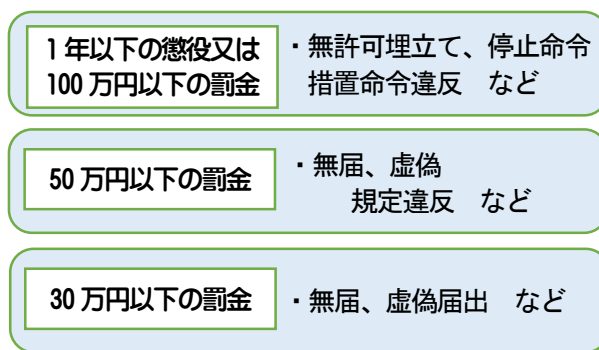 1年以下の懲役又は
100万円以下の罰金
・無許可埋立て、停止命令
措置命令違反　など
50万円以下の罰金
・無届、虚偽
規定違反　など
30万円以下の罰金
・無届、虚偽届出　など